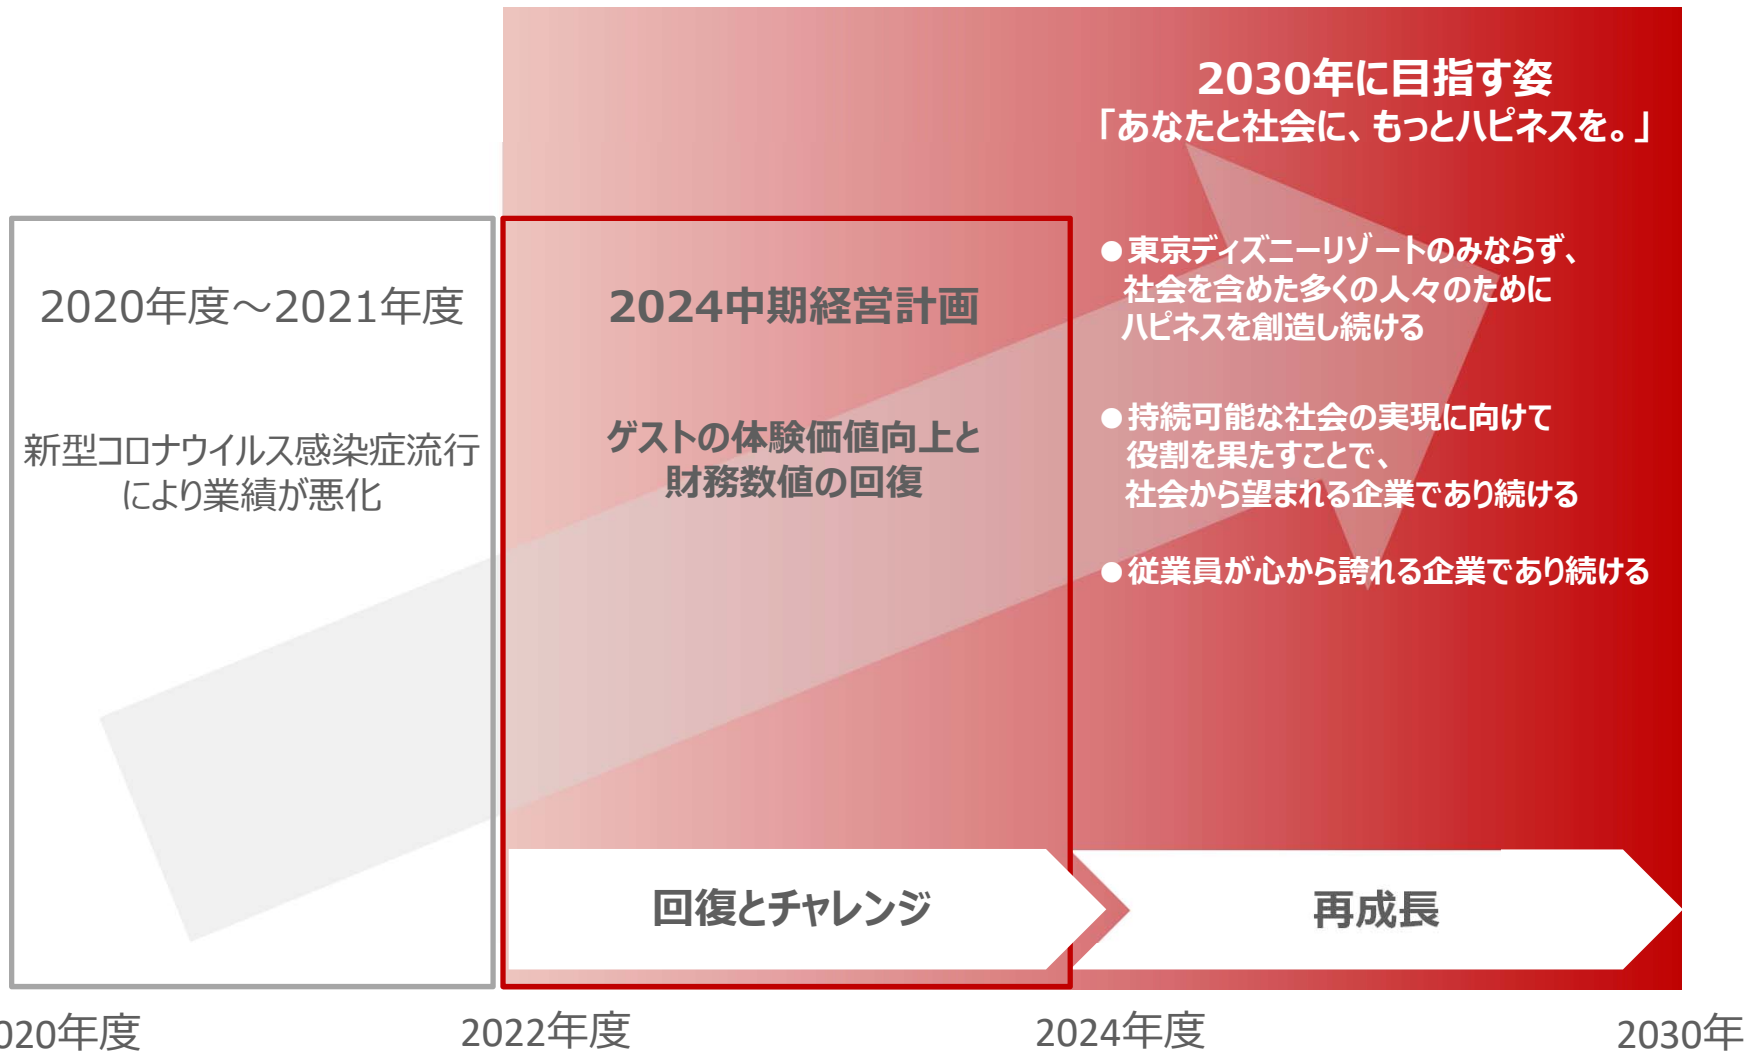 2030年に目指す姿
「あなたと社会に、もっとハピネスを。」
2020年度～2021年度
新型コロナウイルス感染症流行
により業績が悪化
2024中期経営計画
ゲストの体験価値向上と
財務数値の回復
●東京ディズニーリゾートのみならず、
社会を含めた多くの人々のために
ハピネスを創造し続ける
●持続可能な社会の実現に向けて
役割を果たすことで、
社会から望まれる企業であり続ける
●従業員が心から誇れる企業であり続ける
回復とチャレンジ
再成長
020年度
2022年度
2024年度
2030年